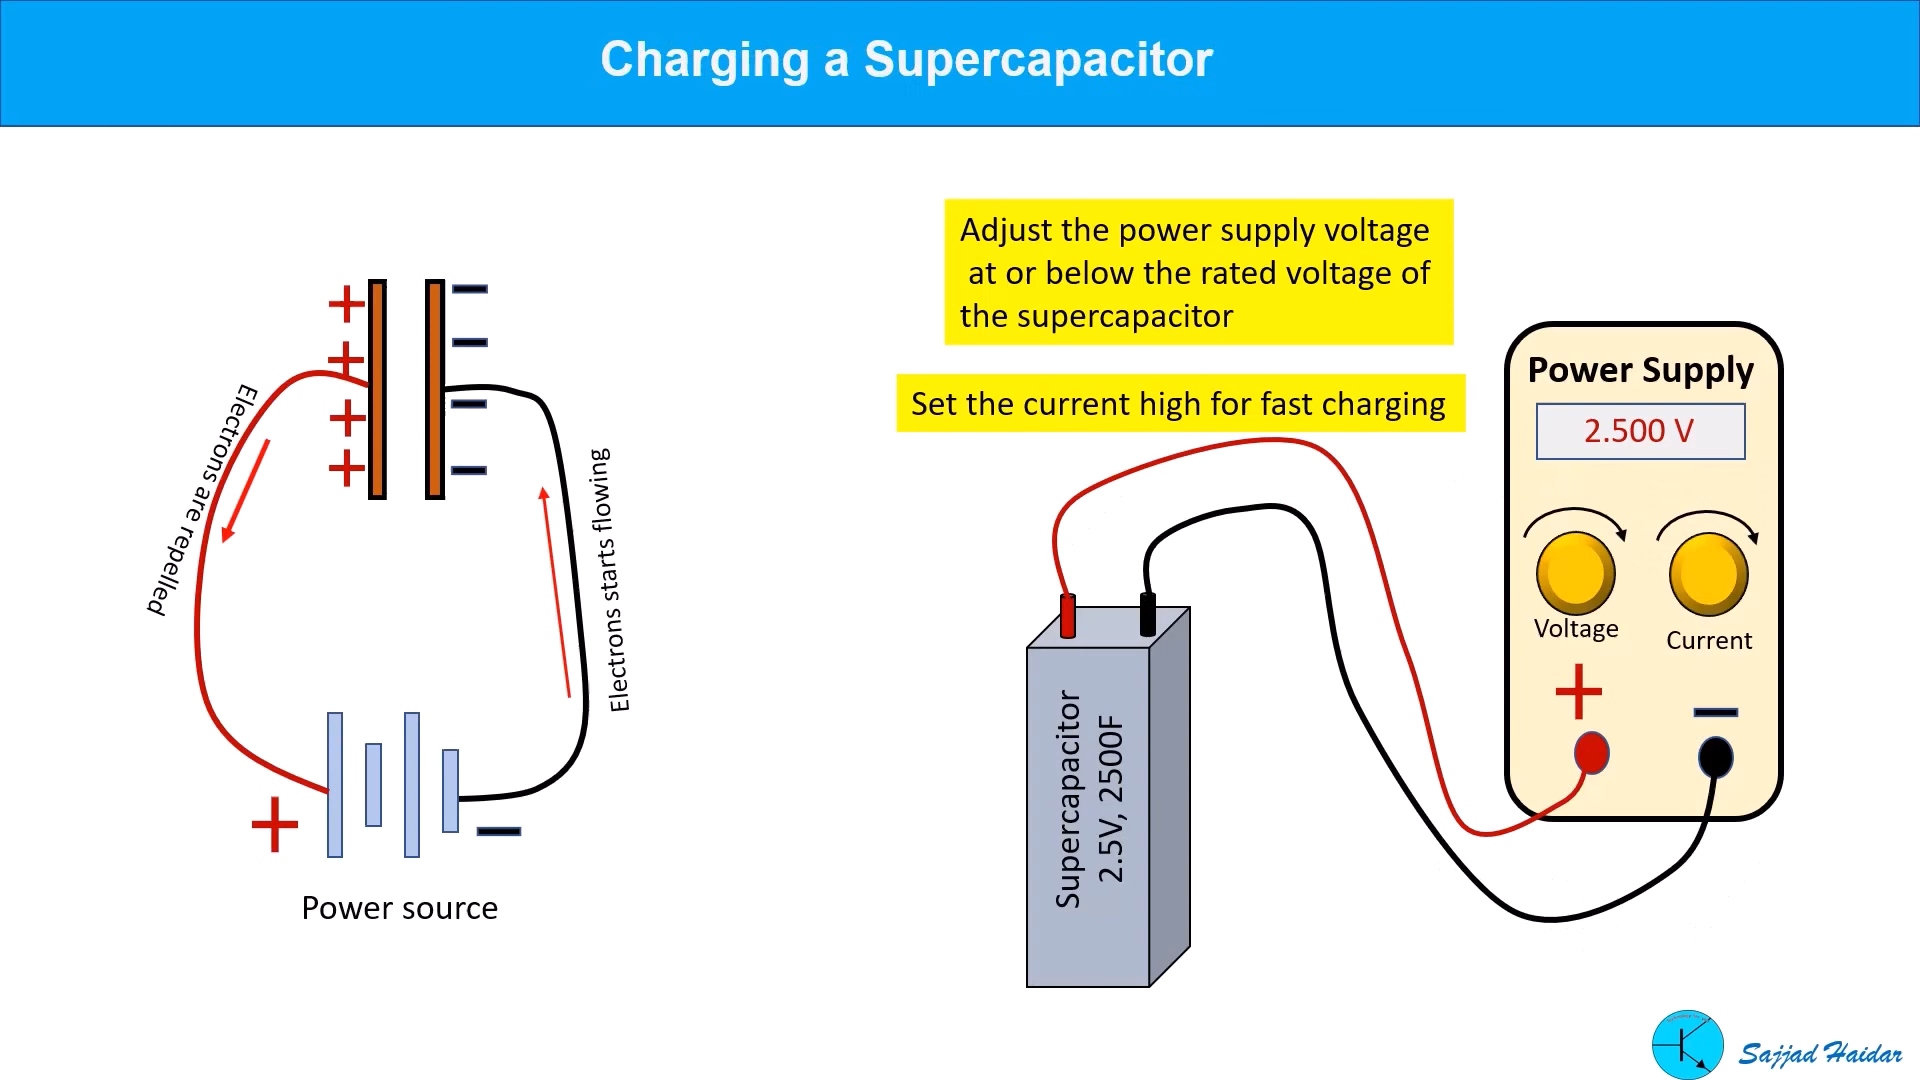 Charging a Supercapacitor
Adjust the power supply voltage
at or below the rated voltage of
the supercapacitor
Set the current high for fast charging
Power Supply
2.500 V
Voltage
Current
Electrons are repelled
Electrons starts flowing
Supercapacitor
2.5V, 2500F
Power source
Sajjad Haidar